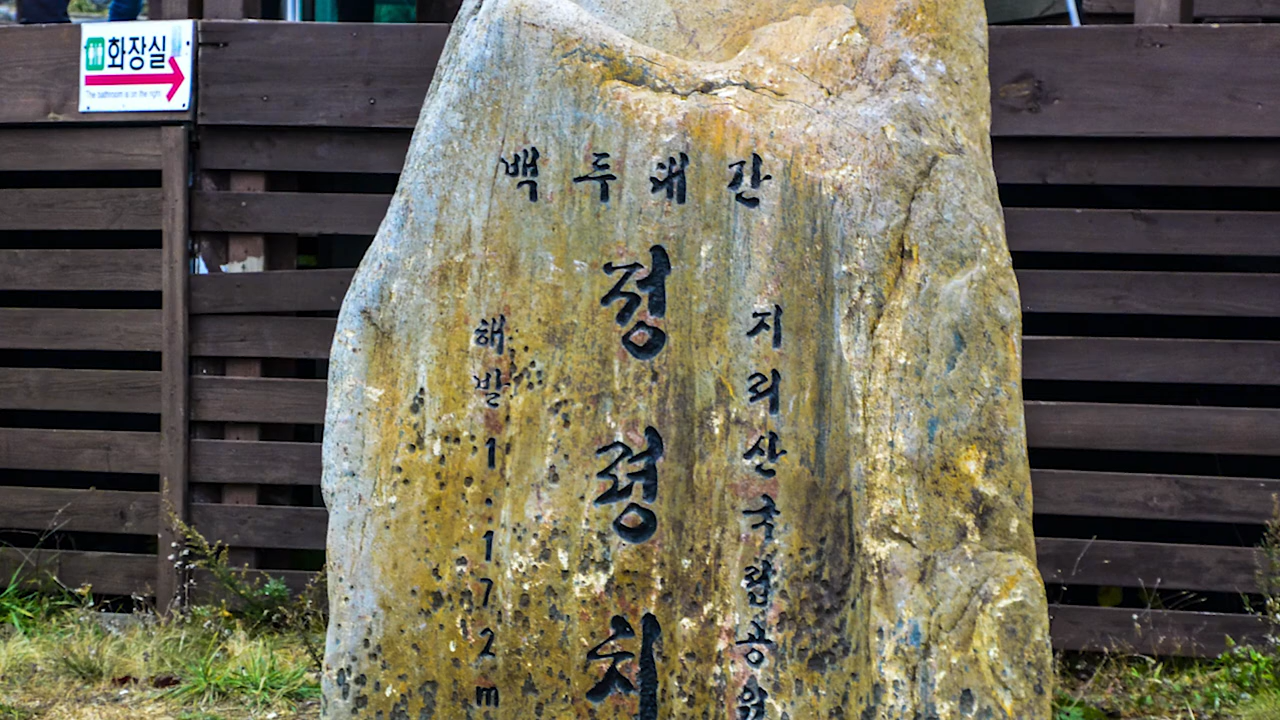 화장실
The bathroom is on the right
백두대간
지리산국립공원
정령치
해발 1.172m